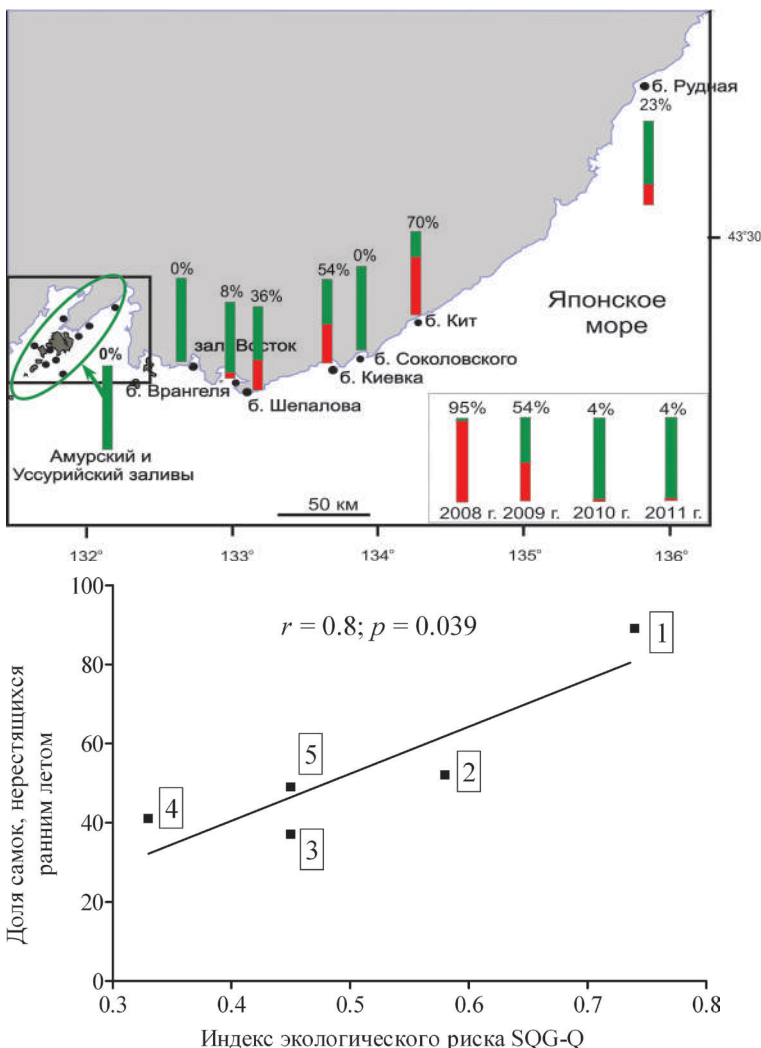 б. Рудная
23%
43°30
70%
0%
54%
0%
8%
36%
Японское
море
б. Кит
зал. Восток
б. Соколовского
0%
б. Киевка
б. Врангеля
б. Шепалова
95%
54%
4%
4%
Амурский и
Уссурийский заливы
50 км
2008 г.
2009 г.
2010 г.
2011 г.
132°
133°
134°
135°
136°
100
r = 0.8; p = 0.039
1
80
60
5
2
4
40
3
20
0
Доля самок, нерестящихся
ранним летом
0.3
0.4
0.5
0.6
0.7
0.8
Индекс экологического риска SQG-Q